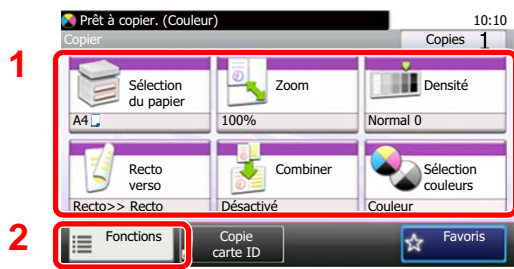 Prêt à copier. (Couleur)
10:10
Copier
Copies 1
1
Sélection
du papier
A4
Zoom
100%
Densité
Normal 0
Recto
verso
Recto>> Recto
Combiner
Désactivé
Sélection
couleurs
Couleur
2
Fonctions
Copie
carte ID
Favoris